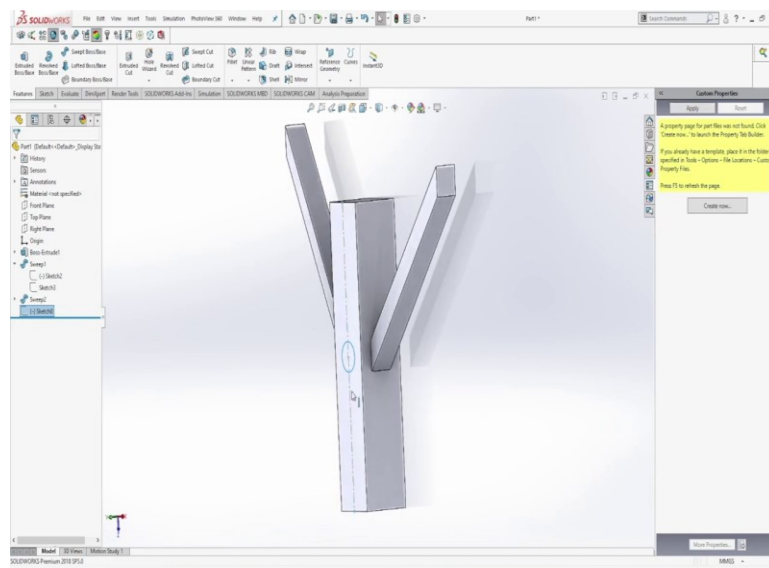 SOLIDWORKS File Edit View Insert Tools Simulation PhotoView 360 Window Help Part1 * Search Commands
Extruded Boss/Base Revolved Boss/Base Swept Boss/Base Lofted Boss/Base Boundary Boss/Base Extruded Cut Hole Wizard Revolved Cut Swept Cut Lofted Cut Boundary Cut Fillet Linear Pattern Rib Draft Shell Wrap Intersect Mirror Reference Geometry Curves Instant3D
Features Sketch Evaluate DimXpert Render Tools SOLIDWORKS Add-Ins Simulation SOLIDWORKS MBD SOLIDWORKS CAM Analysis Preparation
Custom Properties
Apply Reset
A property page for part files was not found. Click
"Create now..." to launch the Property Tab Builder.
If you already have a template, place it in the folder
specified in Tools - Options - File Locations - Custo
Property Files.
Press F5 to refresh the page.
Create now...
Part1 (Default<<Default>_Display Sta
History
Sensors
Annotations
Material <not specified>
Front Plane
Top Plane
Right Plane
Origin
Boss-Extrude1
Sweep1
(-) Sketch2
Sketch3
Sweep2
(-) Sketch6
More Properties...
Model 3D Views Motion Study 1
SOLIDWORKS Premium 2018 SP5.0 MMGS